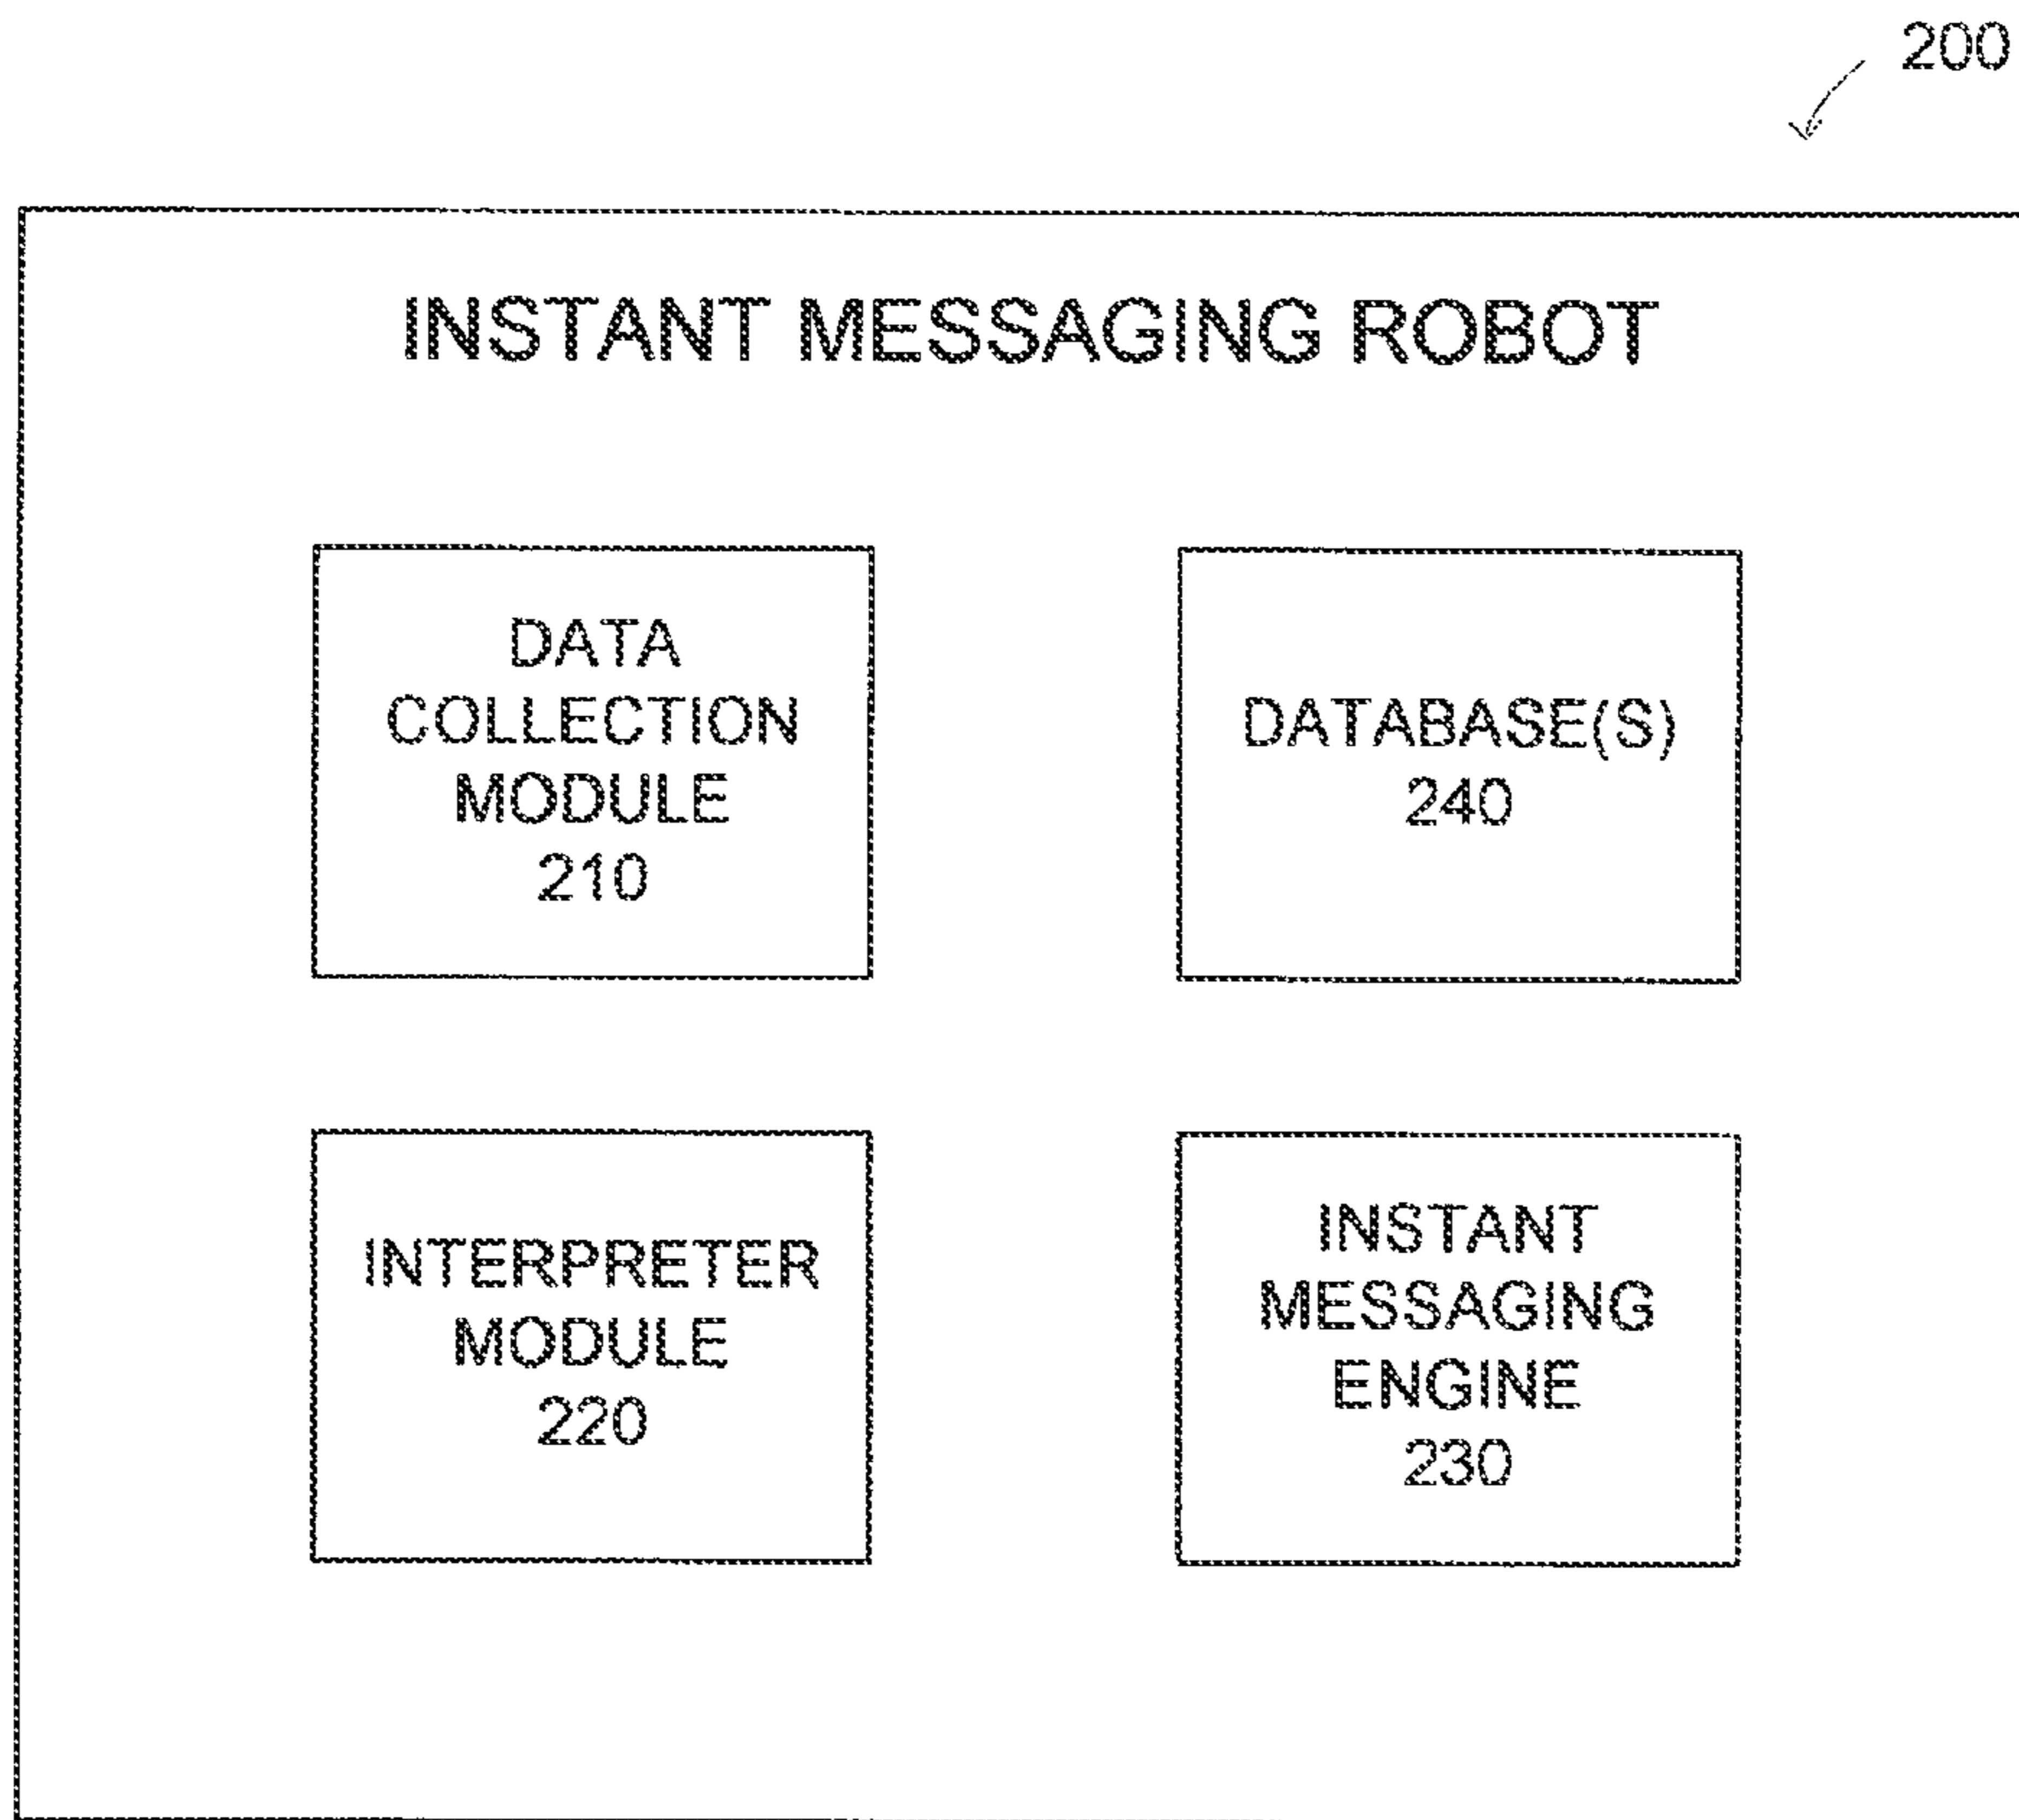 200
INSTANT MESSAGING ROBOT
DATA
COLLECTION
MODULE
210
DATABASE(S)
240
INTERPRETER
MODULE
220
INSTANT
MESSAGING
ENGINE
230